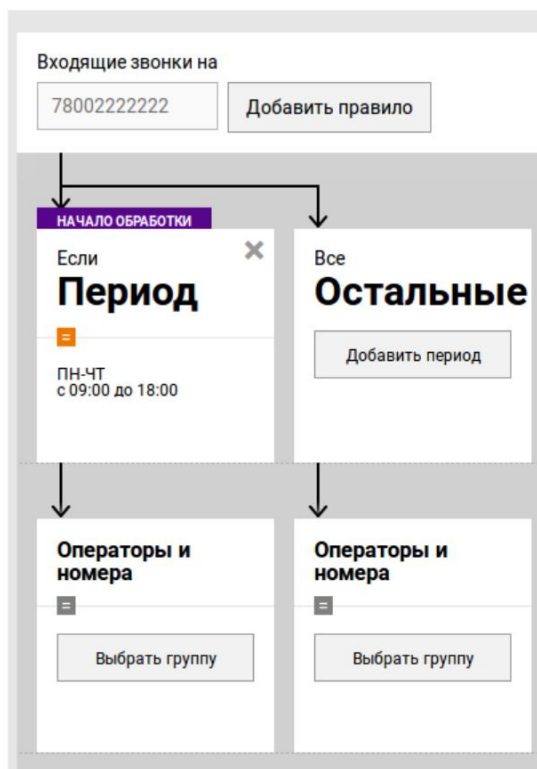 Входящие звонки на
78002222222
Добавить правило
НАЧАЛО ОБРАБОТКИ
Если
Период
=
ПН-ЧТ
с 09:00 до 18:00
Все
Остальные
Добавить период
Операторы и
номера
=
Выбрать группу
Операторы и
номера
=
Выбрать группу